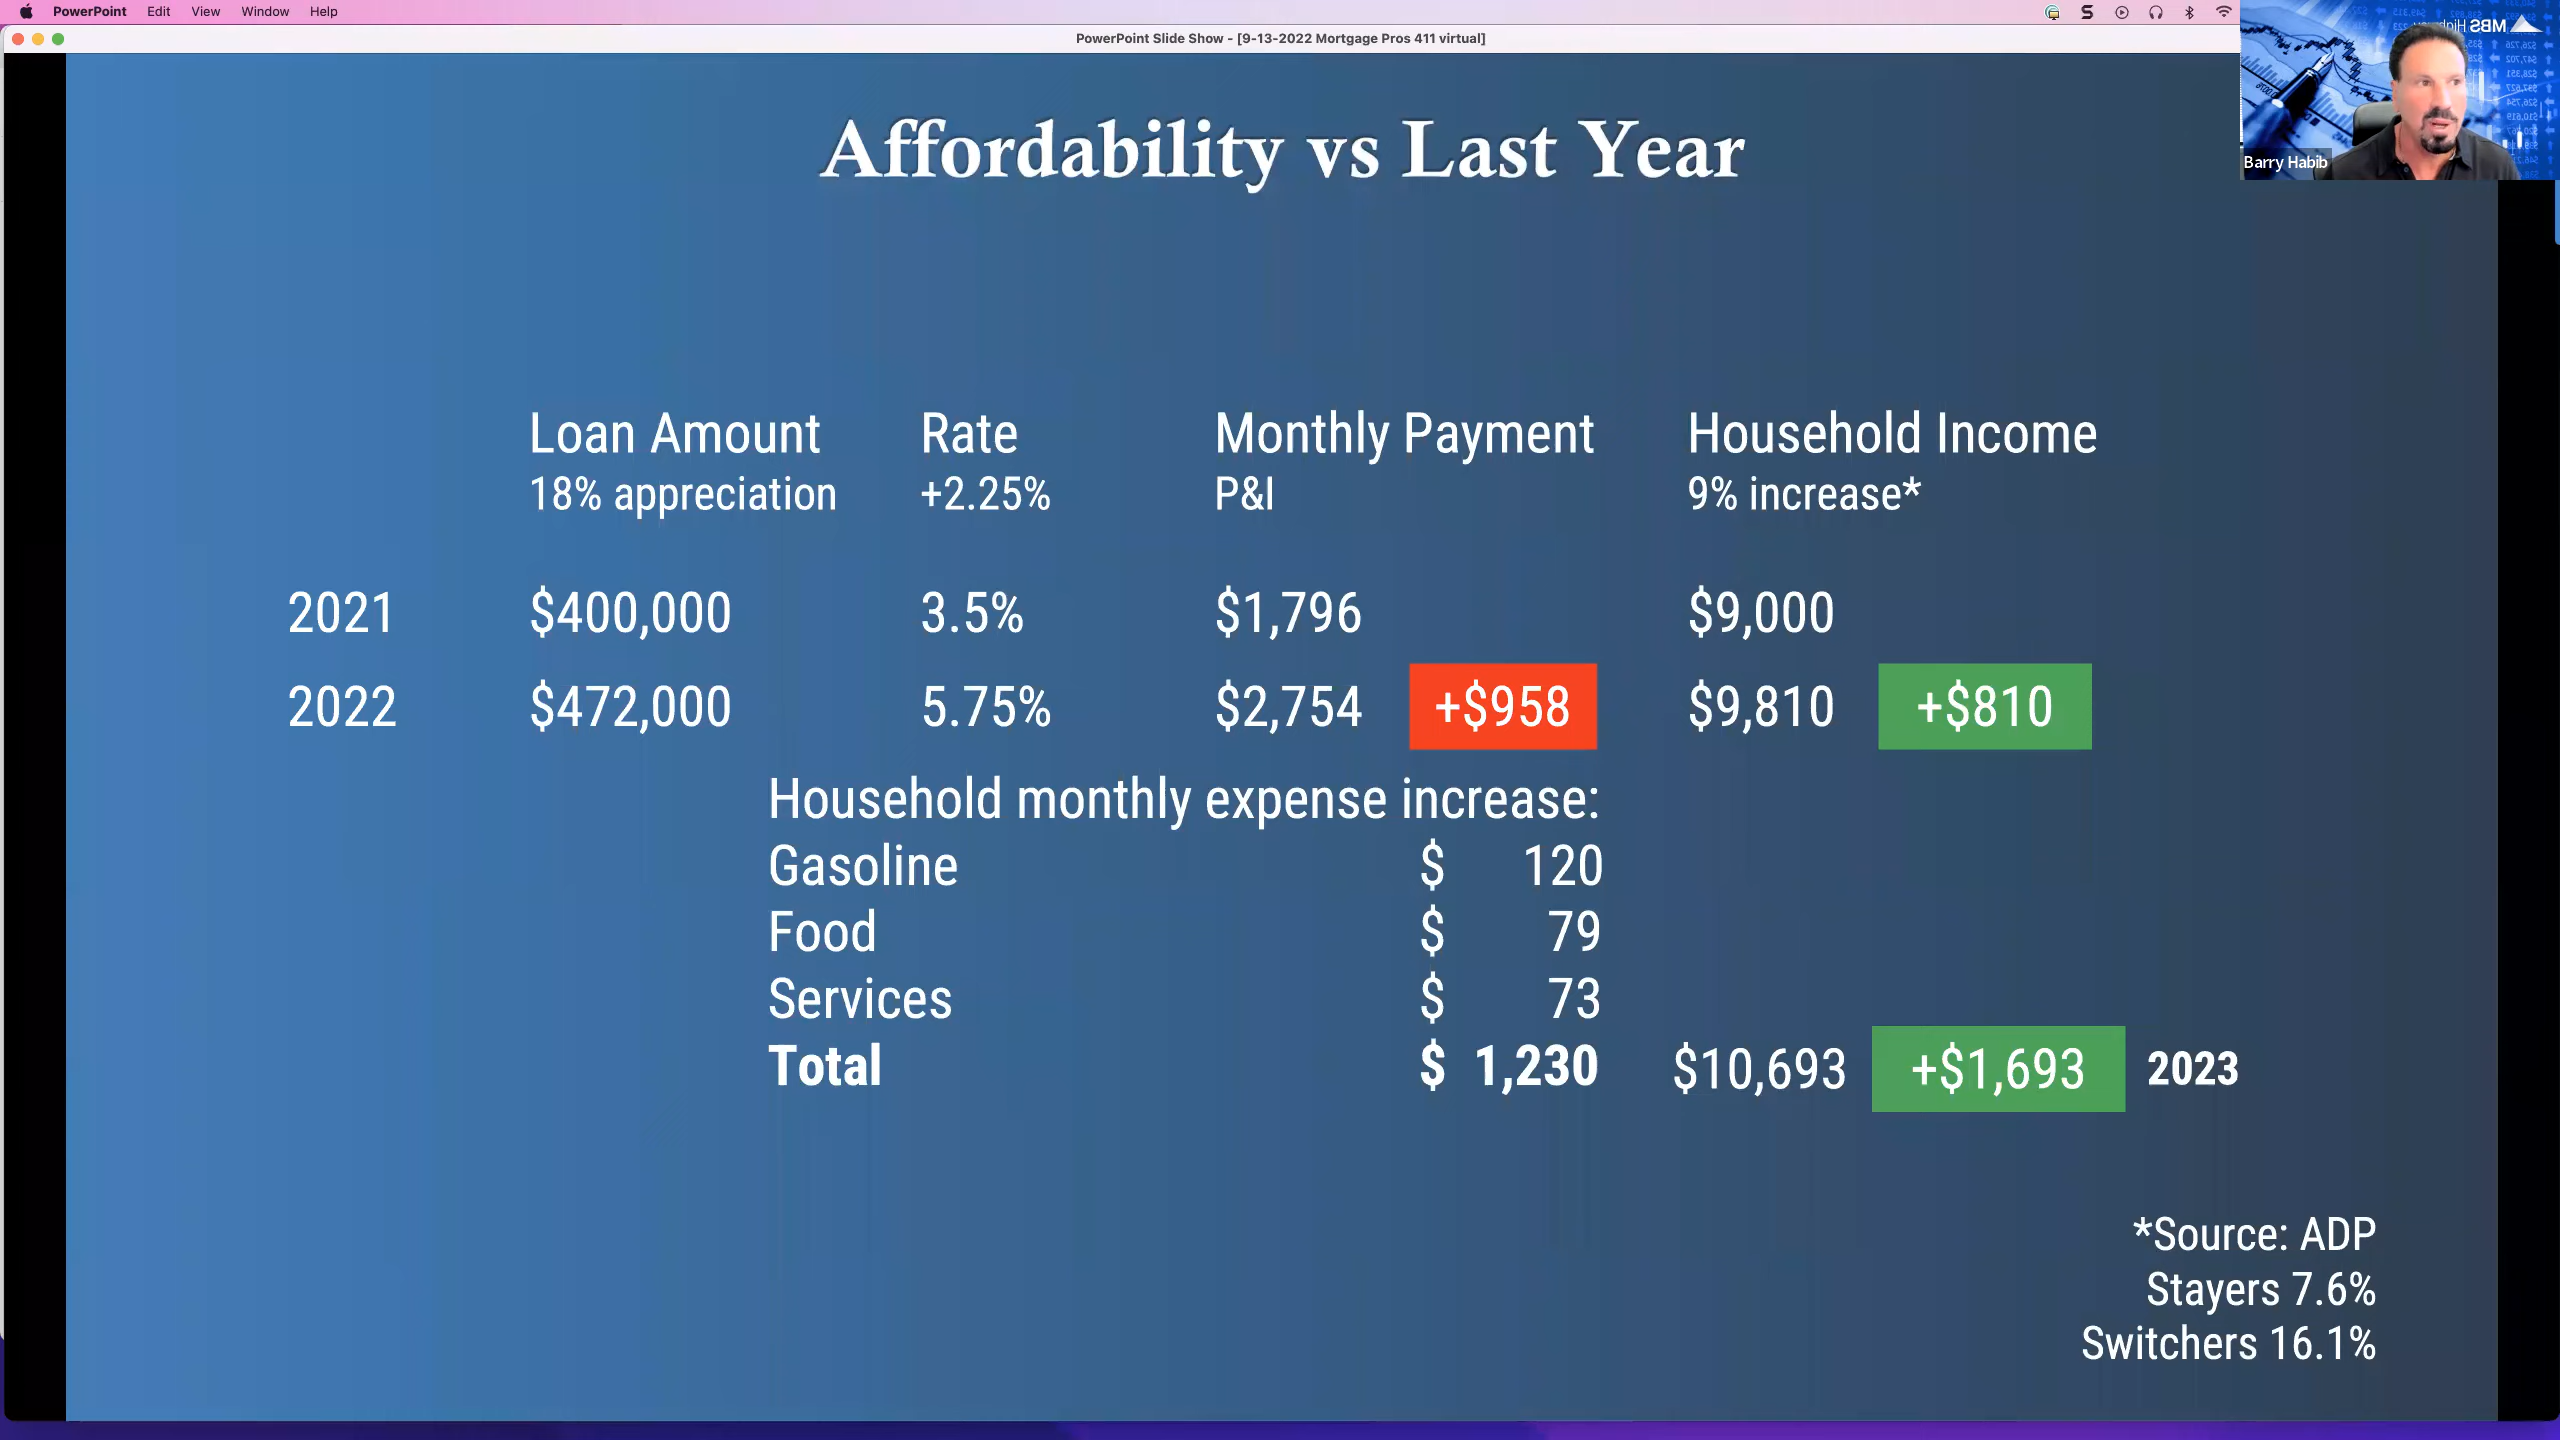 PowerPoint Edit View Window Help
PowerPoint Slide Show - [9-13-2022 Mortgage Pros 411 virtual]
MBS
Barry Habib
Affordability vs Last Year
Loan Amount Rate Monthly Payment Household Income
18% appreciation +2.25% P&I 9% increase*
2021 $400,000 3.5% $1,796 $9,000
2022 $472,000 5.75% $2,754 +$958 $9,810 +$810
Household monthly expense increase:
Gasoline $ 120
Food $ 79
Services $ 73
Total $ 1,230 $10,693 +$1,693 2023
*Source: ADP
Stayers 7.6%
Switchers 16.1%